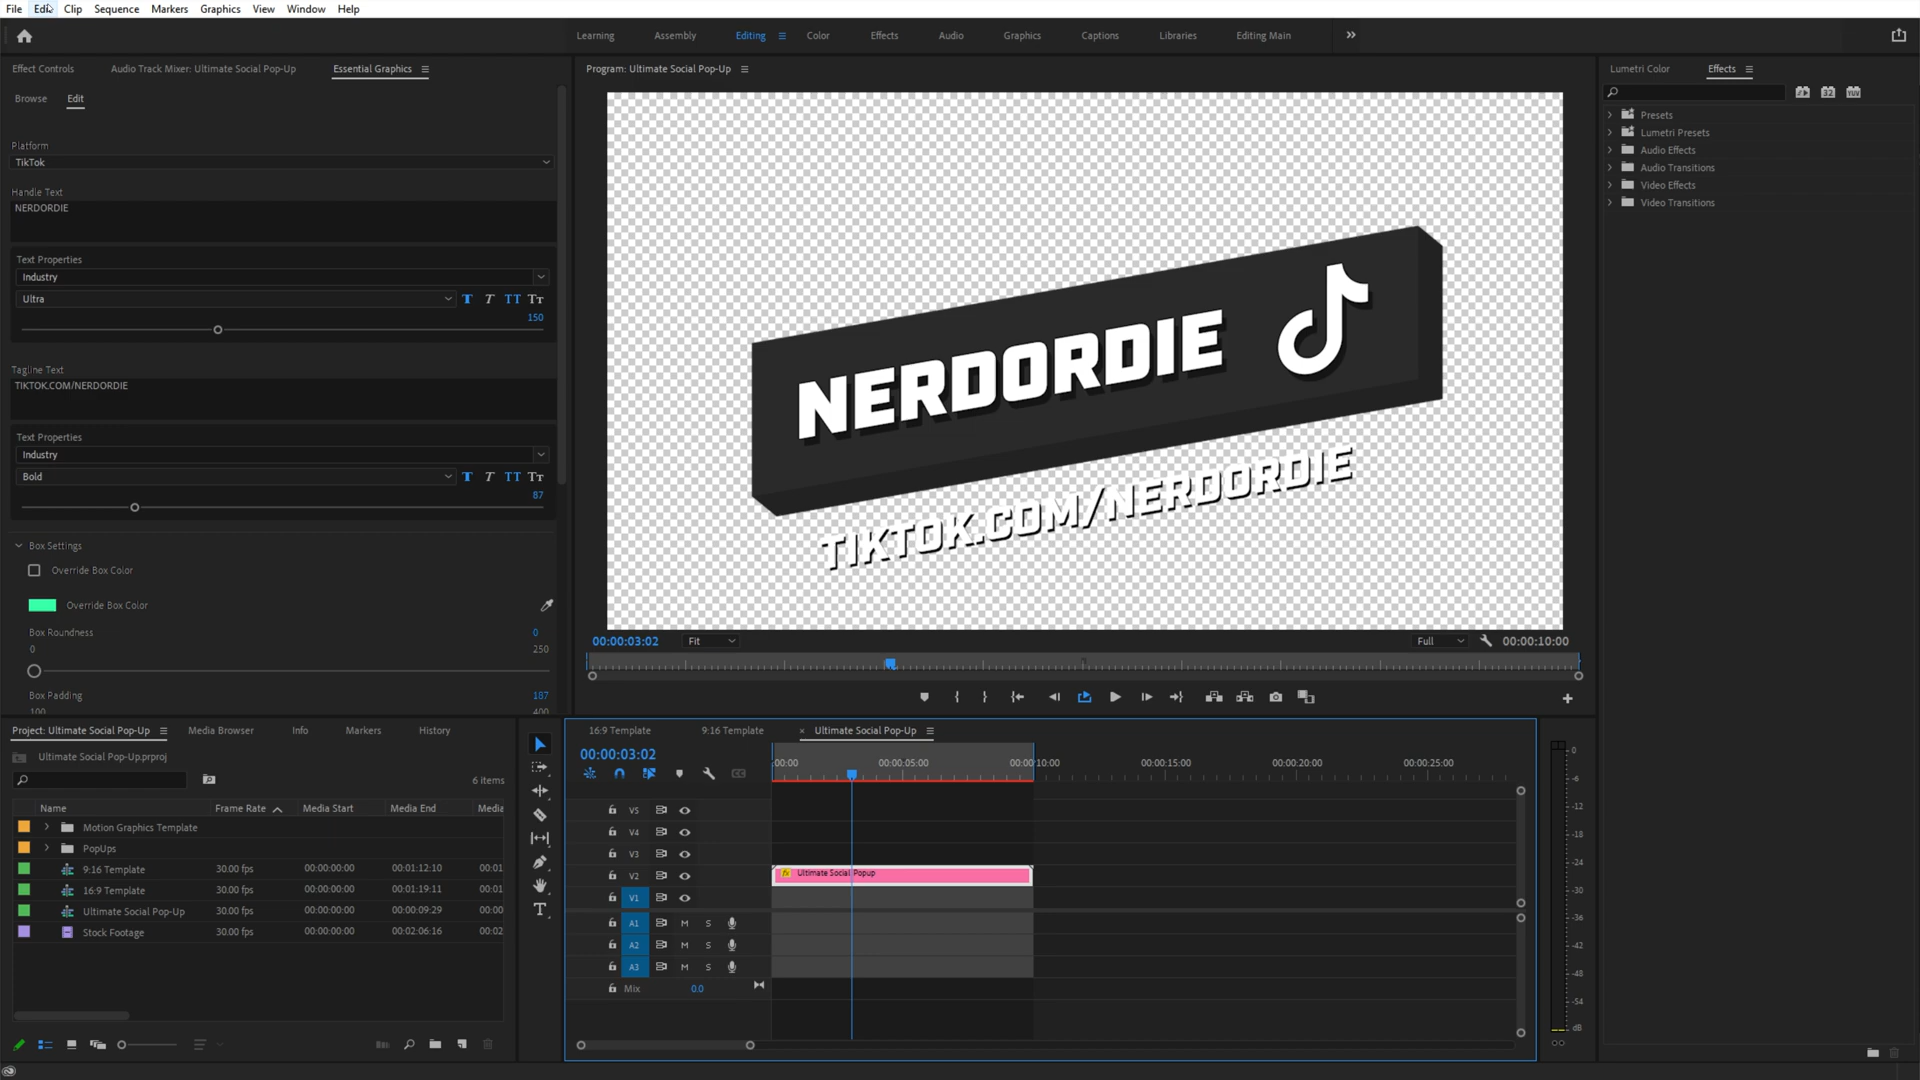 File Edit Clip Sequence Markers Graphics View Window Help
Learning Assembly Editing Color Effects Audio Graphics Captions Libraries Editing Main
Effect Controls Audio Track Mixer: Ultimate Social Pop-Up Essential Graphics
Browse Edit
Platform
TikTok
Handle Text
NERDORDIE
Text Properties
Industry
Ultra T T TT Tt
150
Tagline Text
TIKTOK.COM/NERDORDIE
Text Properties
Industry
Bold T T TT Tt
87
Box Settings
Override Box Color
Override Box Color
Box Roundness 0
0 250
Box Padding 187
100 400
Program: Ultimate Social Pop-Up
NERDORDIE
TIKTOK.COM/NERDORDIE
00:00:03:02 Fit Full 00:00:10:00
Lumetri Color Effects
32 YUV
Presets
Lumetri Presets
Audio Effects
Audio Transitions
Video Effects
Video Transitions
Project: Ultimate Social Pop-Up Media Browser Info Markers History
Ultimate Social Pop-Up.prproj
6 items
Name Frame Rate Media Start Media End Media
Motion Graphics Template
PopUps
9:16 Template 30.00 fps 00:00:00:00 00:01:12:10 00:01
16:9 Template 30.00 fps 00:00:00:00 00:01:19:11 00:01
Ultimate Social Pop-Up 30.00 fps 00:00:00:00 00:00:09:29 00:00
Stock Footage 30.00 fps 00:00:00:00 00:02:06:16 00:02
T
16:9 Template 9:16 Template × Ultimate Social Pop-Up
00:00:03:02
:00:00 00:00:05:00 00:00:10:00 00:00:15:00 00:00:20:00 00:00:25:00
V5
V4
V3
V2 fx Ultimate Social Popup
V1
A1 M S
A2 M S
A3 M S
Mix 0.0
0
-6
-12
-18
-24
-30
-36
-42
-48
-54
dB